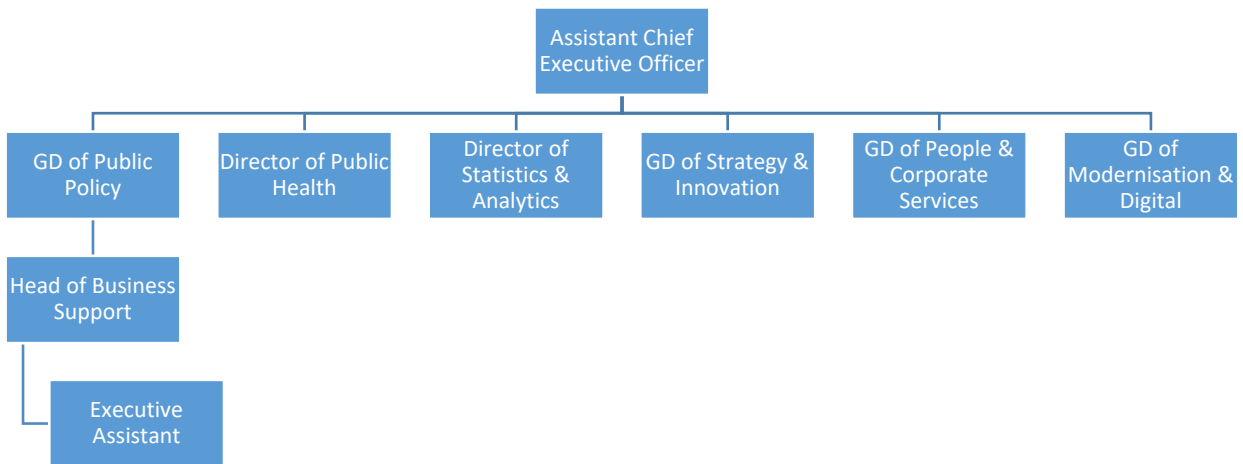 Assistant Chief
Executive Officer
GD of Public
Policy
Director of Public
Health
Director of
Statistics &
Analytics
GD of Strategy &
Innovation
GD of People &
Corporate
Services
GD of
Modernisation &
Digital
Head of Business
Support
Executive
Assistant